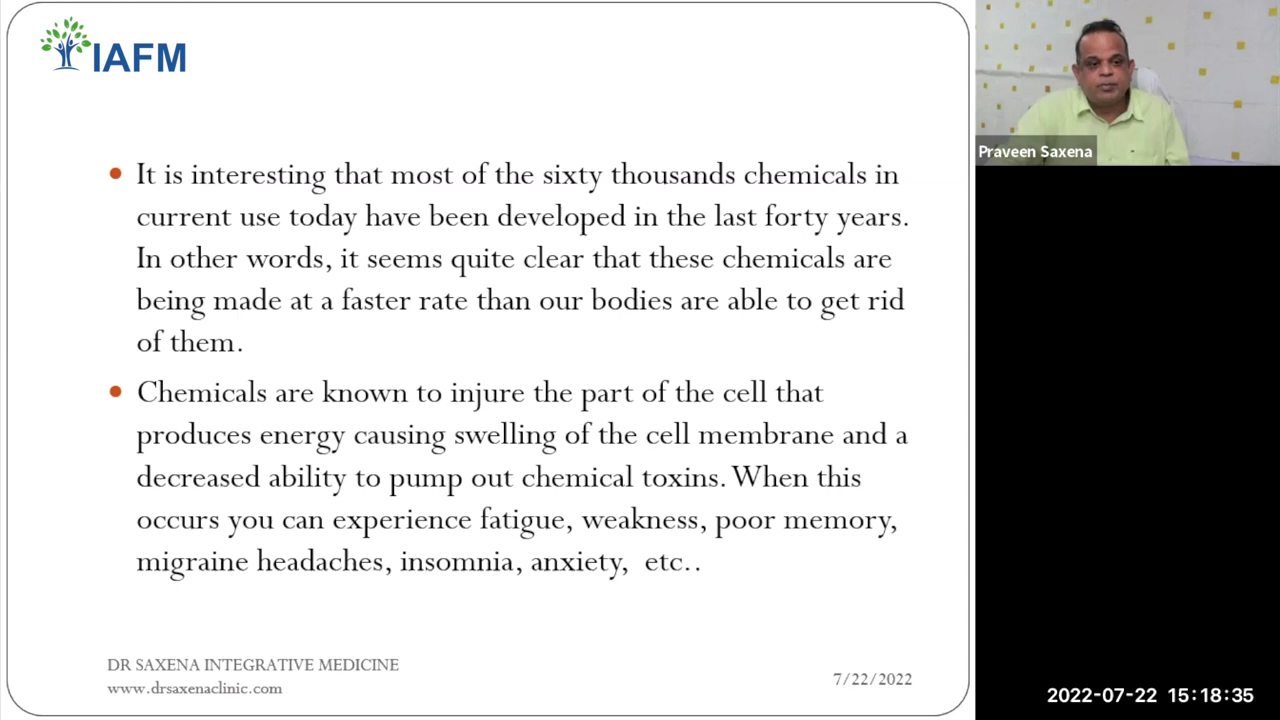 IAFM
It is interesting that most of the sixty thousands chemicals in
current use today have been developed in the last forty years.
In other words, it seems quite clear that these chemicals are
being made at a faster rate than our bodies are able to get rid
of them.
Chemicals are known to injure the part of the cell that
produces energy causing swelling of the cell membrane and a
decreased ability to pump out chemical toxins. When this
occurs you can experience fatigue, weakness, poor memory,
migraine headaches, insomnia, anxiety,  etc..
DR SAXENA INTEGRATIVE MEDICINE
www.drsaxenaclinic.com
7/22/2022
Praveen Saxena
2022-07-22 15:18:35